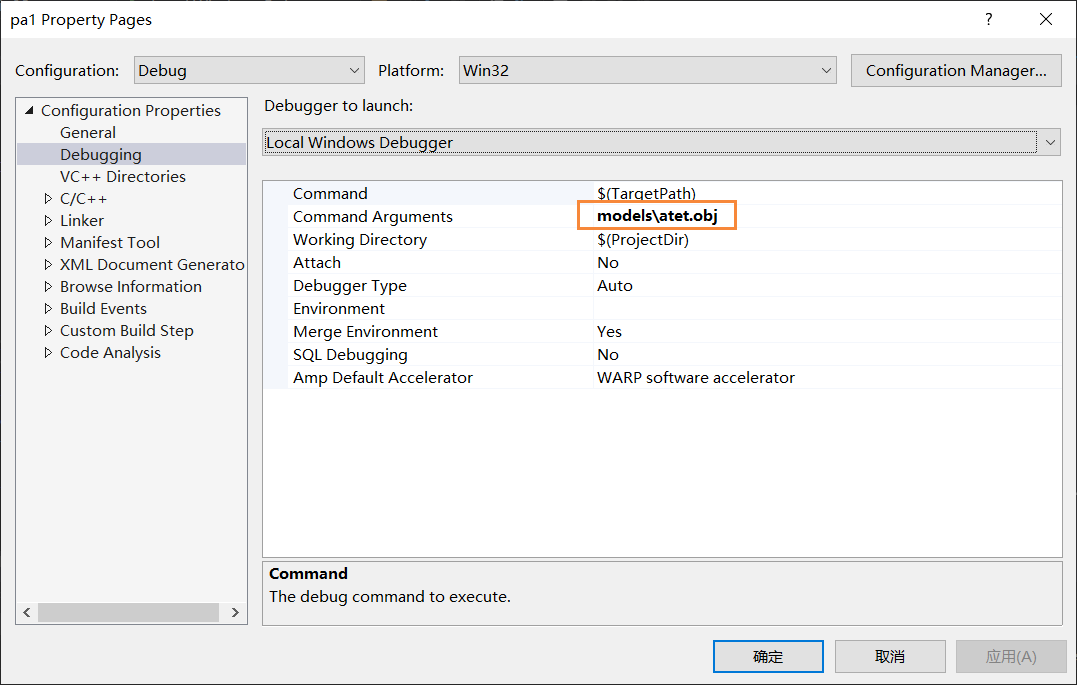 pa1 Property Pages
?
Configuration: Debug Platform: Win32 Configuration Manager...
Configuration Properties
General
Debugging
VC++ Directories
C/C++
Linker
Manifest Tool
XML Document Generato
Browse Information
Build Events
Custom Build Step
Code Analysis
Debugger to launch:
Local Windows Debugger
Command $(TargetPath)
Command Arguments models\atet.obj
Working Directory $(ProjectDir)
Attach No
Debugger Type Auto
Environment
Merge Environment Yes
SQL Debugging No
Amp Default Accelerator WARP software accelerator
Command
The debug command to execute.
确定 取消 应用(A)